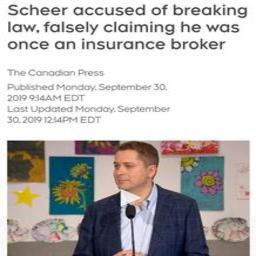 Scheer accused of breaking
law, falsely claiming he was
once an insurance broker
The Canadian Press
Published Monday, September 30,
2019 9:14AM EDT
Last Updated Monday, September
30, 2019 12:14PM EDT